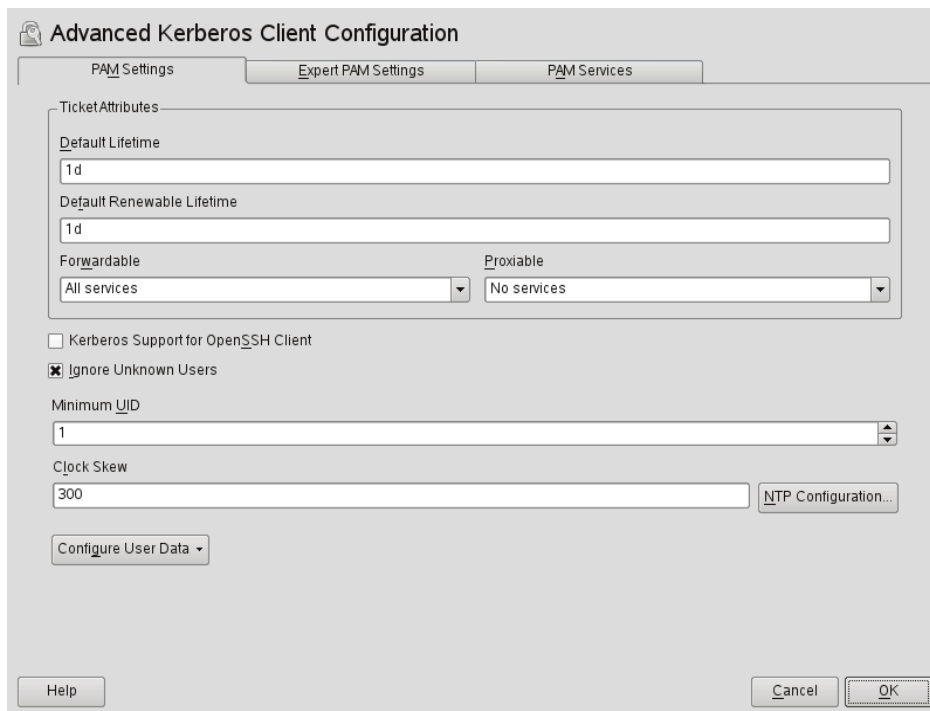 Advanced Kerberos Client Configuration
PAM Settings
Expert PAM Settings
PAM Services
Ticket Attributes
Default Lifetime
1d
Default Renewable Lifetime
1d
Forwardable
Proxiable
All services
No services
Kerberos Support for OpenSSH Client
Ignore Unknown Users
Minimum UID
1
Clock Skew
300
NTP Configuration...
Configure User Data
Help
Cancel
OK